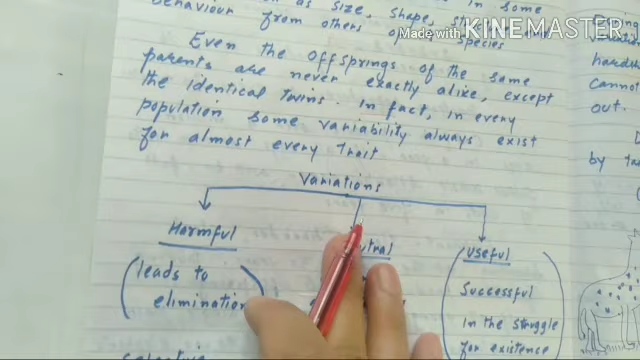 as size, shape, in some
behaviour from others species
Made with KINEMASTER
Even the offsprings of the same
parents are never exactly alike, except
the identical twins. In fact, in every
population some variability always exist
for almost every trait
Variations
Harmful
Useful
(leads to
elimination
Successful
in the struggle
for existence
cannot
out.
by